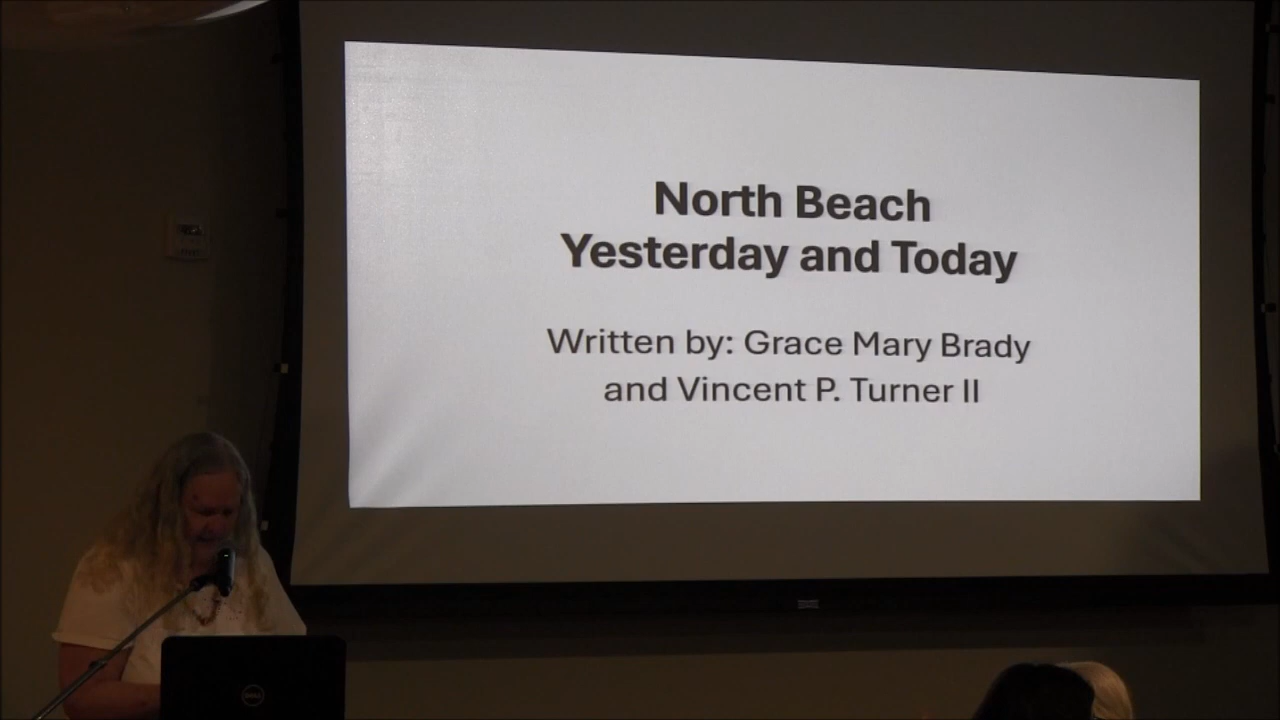 North Beach
Yesterday and Today
Written by: Grace Mary Brady
and Vincent P. Turner II
DELL